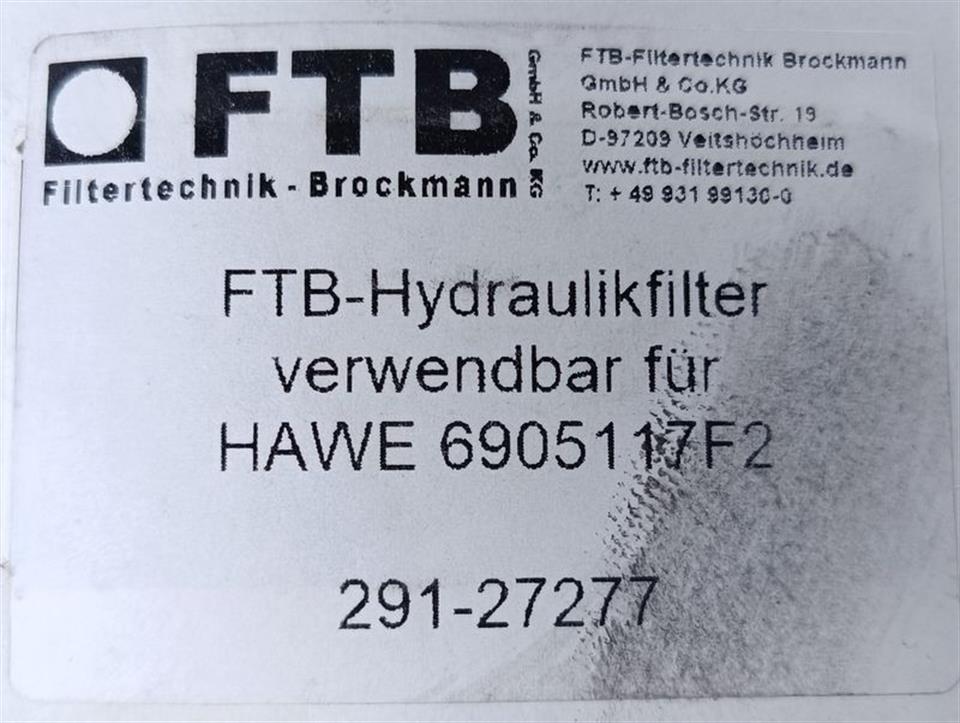 FTB
GmbH & Co. KG
Filtertechnik - Brockmann
FTB-Filtertechnik Brockmann
GmbH & Co.KG
Robert-Bosch-Str. 19
D-97209 Veitshöchheim
www.ftb-filtertechnik.de
T: + 49 931 99130-0
FTB-Hydraulikfilter
verwendbar für
HAWE 6905117F2
291-27277